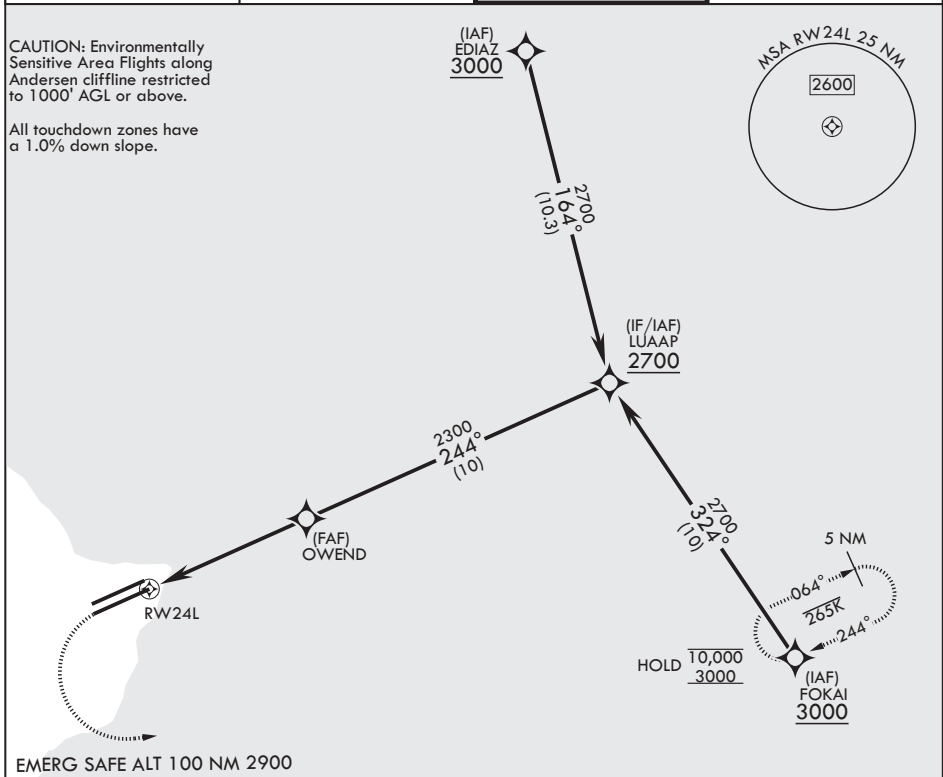 CAUTION: Environmentally
Sensitive Area Flights along
Andersen cliffline restricted
to 1000' AGL or above.
All touchdown zones have
a 1.0% down slope.
(IAF)
EDIAZ
3000
MSA RW24L 25 NM
2600
2700
164°
(10.3)
(IF/IAF)
LUAAP
2700
2300
244°
(10)
(FAF)
OWEND
RW24L
2700
324°
(10)
5 NM
064°
265K
244°
HOLD
10,000
3000
(IAF)
FOKAI
3000
EMERG SAFE ALT 100 NM 2900